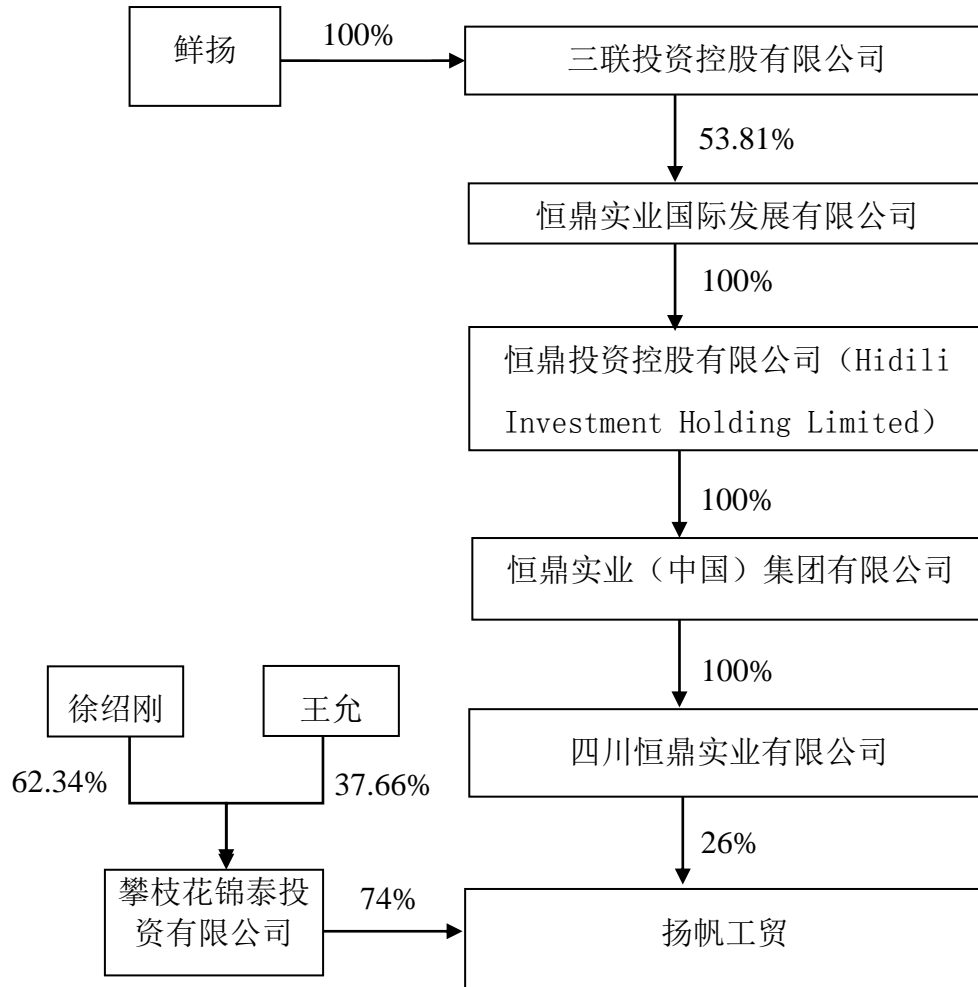 鲜扬
100%
三联投资控股有限公司
53.81%
恒鼎实业国际发展有限公司
100%
恒鼎投资控股有限公司（Hidili
Investment Holding Limited）
100%
恒鼎实业（中国）集团有限公司
100%
徐绍刚
王允
四川恒鼎实业有限公司
62.34%
37.66%
26%
攀枝花锦泰投
资有限公司
74%
扬帆工贸